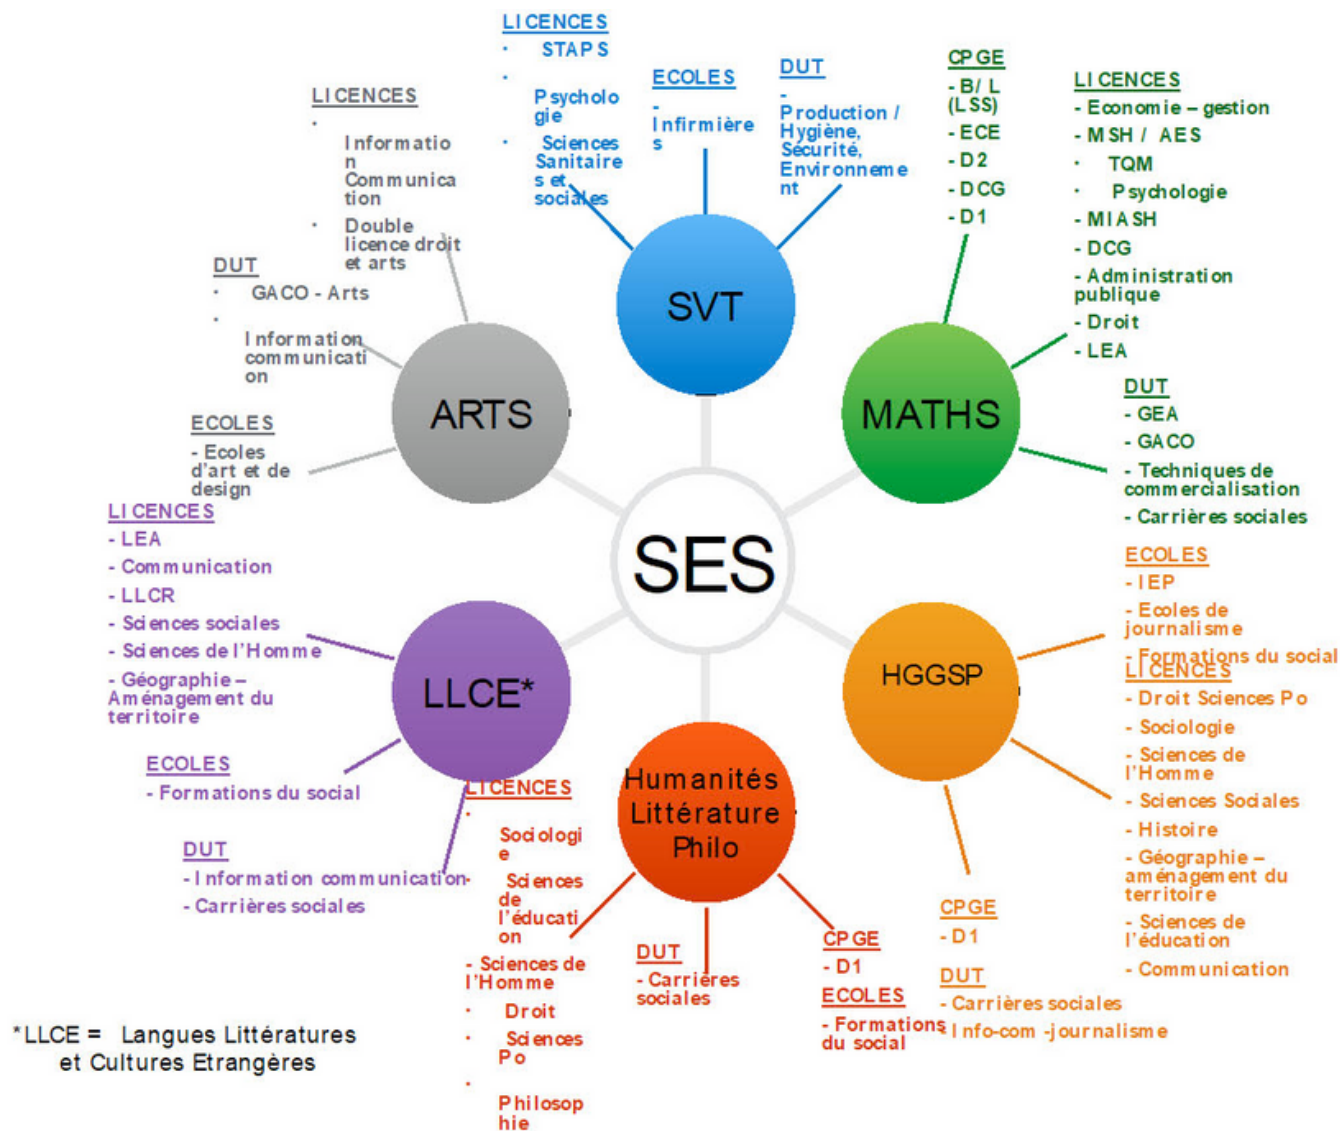 LICENCES
·
Informatio
n
Communica
tion
· Double
licence droit
et arts
DUT
· GACO - Arts
·
Information
communicati
on
ECOLES
- Ecoles
d'art et de
design
ARTS
LICENCES
· STAPS
·
Psycholo
gie
· Sciences
Sanitaire
s et
sociales
ECOLES
-
Infirmière
s
DUT
-
Production /
Hygiène,
Sécurité,
Environneme
nt
SVT
CPGE
- B/ L
(LSS)
- ECE
- D2
- DCG
- D1
LICENCES
- Economie – gestion
- MSH / AES
· TQM
· Psychologie
- MIASH
- DCG
- Administration
publique
- Droit
- LEA
DUT
- GEA
- GACO
- Techniques de
commercialisation
- Carrières sociales
MATHS
SES
LICENCES
- LEA
- Communication
- LLCR
- Sciences sociales
- Sciences de l'Homme
- Géographie –
Aménagement du
territoire
ECOLES
- Formations du social
DUT
- Information communication
- Carrières sociales
LLCE*
HGGSP
ECOLES
- IEP
- Ecoles de
journalisme
- Formations du social
LICENCES
- Droit Sciences Po
- Sociologie
- Sciences de
l'Homme
- Sciences Sociales
- Histoire
- Géographie –
aménagement du
territoire
- Sciences de
l'éducation
- Communication
CPGE
- D1
DUT
- Carrières sociales
- Info-com -journalisme
Humanités
Littérature
Philo
LICENCES
·
Sociologi
e
· Sciences
de
l'éducati
on
- Sciences de
l'Homme
· Droit
· Sciences
Po
·
Philosop
hie
DUT
- Carrières
sociales
CPGE
- D1
ECOLES
- Formations
du social
*LLCE = Langues Littératures
et Cultures Etrangères